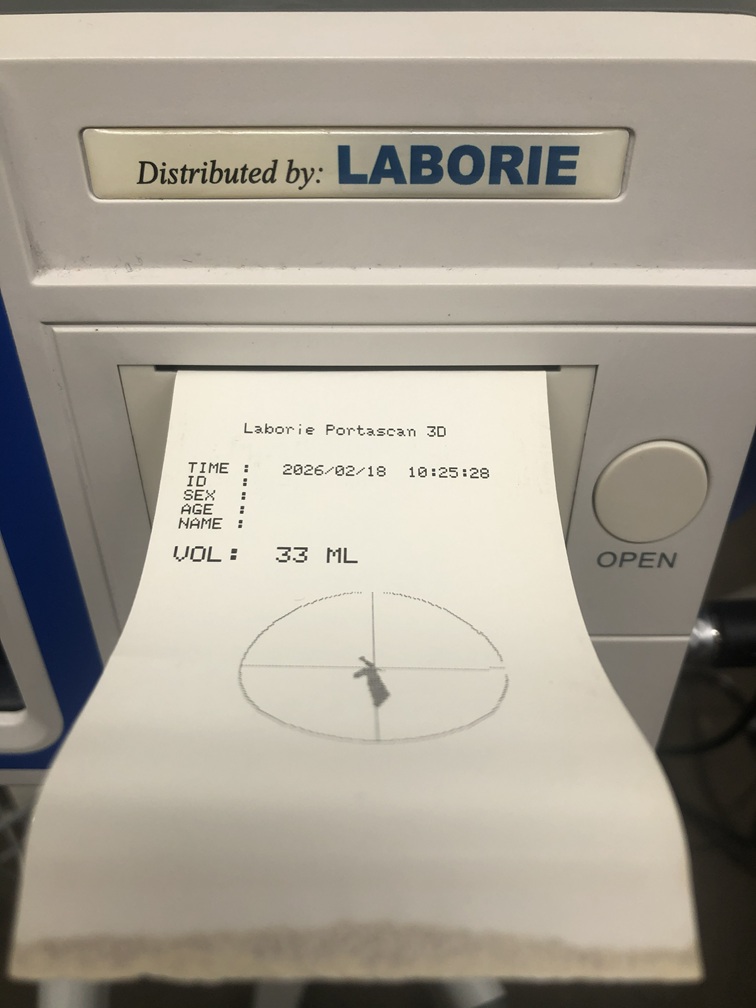 Distributed by: LABORIE
Laborie Portascan 3D
TIME : 2026/02/18 10:25:28
ID :
SEX :
AGE :
NAME :
VOL: 33 ML
OPEN